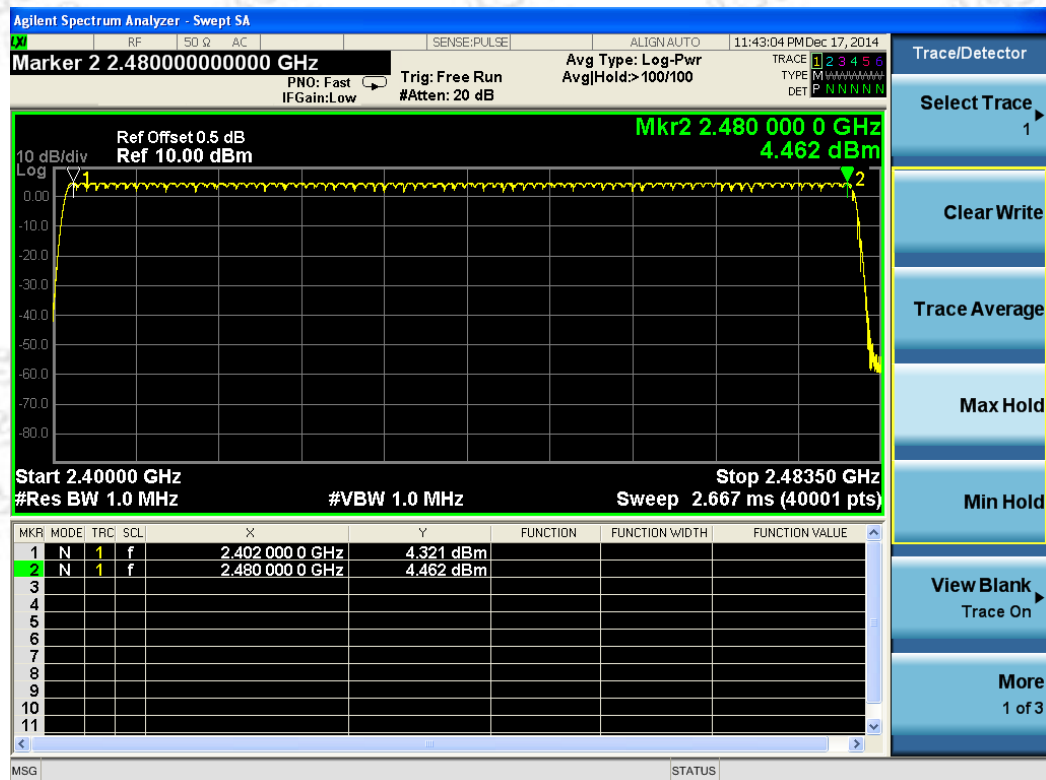 Agilent Spectrum Analyzer - Swept SA
LXI RF 50 Ω AC SENSE:PULSE ALIGN AUTO 11:43:04 PM Dec 17, 2014
Marker 2 2.480000000000 GHz
PNO: Fast
IFGain:Low
Trig: Free Run
#Atten: 20 dB
Avg Type: Log-Pwr
Avg|Hold:>100/100
TRACE 1 2 3 4 5 6
TYPE M
DET P N N N N N
Ref Offset 0.5 dB
10 dB/div Ref 10.00 dBm
Log
Mkr2 2.480 000 0 GHz
4.462 dBm
1
2
0.00
-10.0
-20.0
-30.0
-40.0
-50.0
-60.0
-70.0
-80.0
Start 2.40000 GHz Stop 2.48350 GHz
#Res BW 1.0 MHz #VBW 1.0 MHz Sweep 2.667 ms (40001 pts)
MKR MODE TRC SCL X Y FUNCTION FUNCTION WIDTH FUNCTION VALUE
1 N 1 f 2.402 000 0 GHz 4.321 dBm
2 N 1 f 2.480 000 0 GHz 4.462 dBm
3
4
5
6
7
8
9
10
11
MSG STATUS
Trace/Detector
Select Trace
1
Clear Write
Trace Average
Max Hold
Min Hold
View Blank
Trace On
More
1 of 3